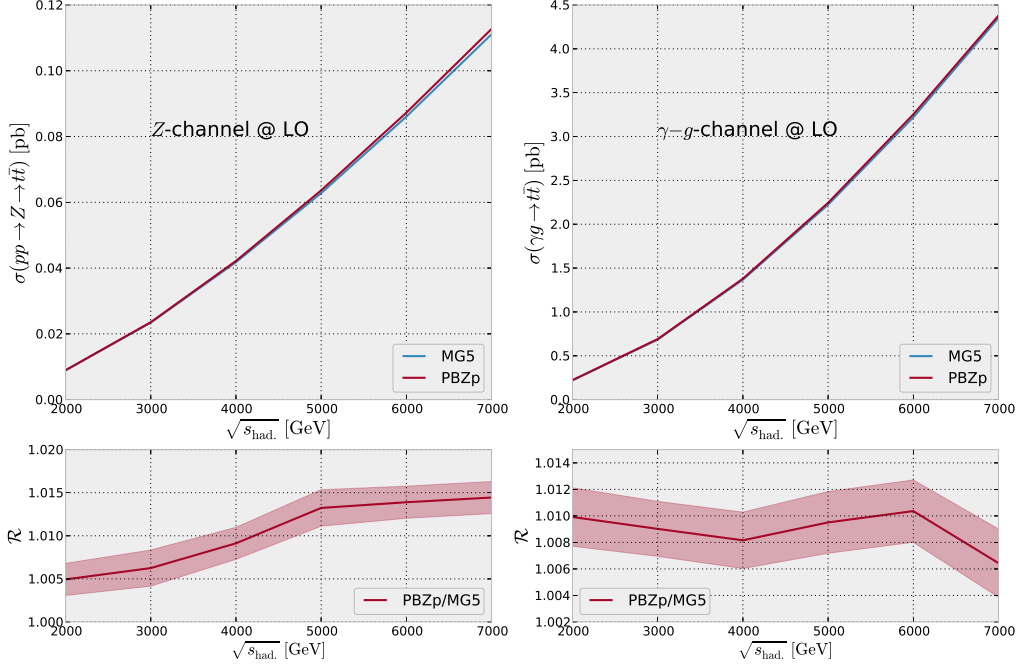 0.12
0.10
0.08
0.06
0.04
0.02
0.00
σ(pp→Z→tt̄) [pb]
Z-channel @ LO
MG5
PBZp
2000 3000 4000 5000 6000 7000
√s_had. [GeV]
4.5
4.0
3.5
3.0
2.5
2.0
1.5
1.0
0.5
0.0
σ(γg→tt̄) [pb]
γ−g-channel @ LO
MG5
PBZp
2000 3000 4000 5000 6000 7000
√s_had. [GeV]
1.020
1.015
1.010
1.005
1.000
ℛ
PBZp/MG5
2000 3000 4000 5000 6000 7000
√s_had. [GeV]
1.014
1.012
1.010
1.008
1.006
1.004
1.002
ℛ
PBZp/MG5
2000 3000 4000 5000 6000 7000
√s_had. [GeV]